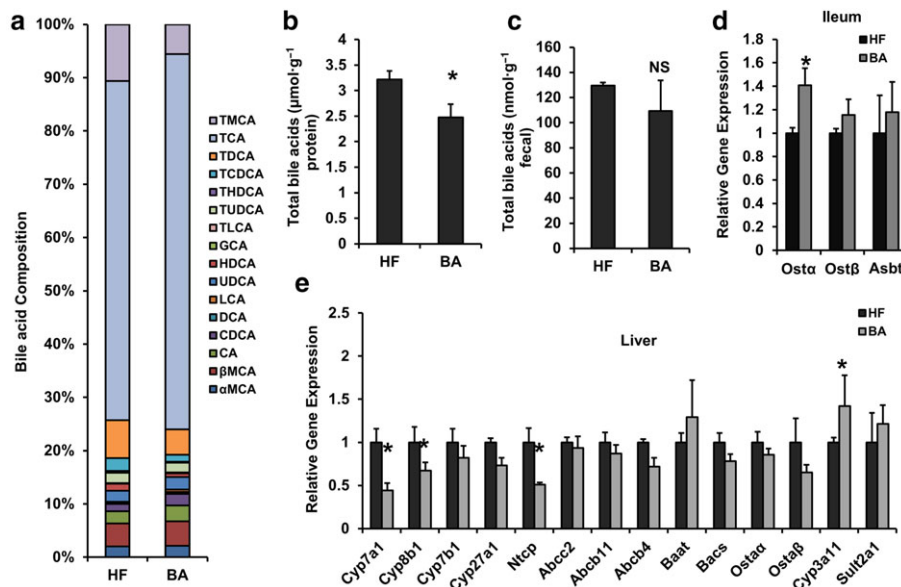 a
Bile acid Composition
100%
90%
80%
70%
60%
50%
40%
30%
20%
10%
0%
HF BA
TMCA
TCA
TDCA
TCDCA
THDCA
TUDCA
TLCA
GCA
HDCA
UDCA
LCA
DCA
CDCA
CA
βMCA
αMCA
b
Total bile acids (μmol·g⁻¹
protein)
4
3.5
3
2.5
2
1.5
1
0.5
0
*
HF BA
c
Total bile acids (nmol·g⁻¹
fecal)
160
140
120
100
80
60
40
20
0
NS
HF BA
d
Ileum
Relative Gene Expression
1.8
1.6
1.4
1.2
1
0.8
0.6
0.4
0.2
0
HF
BA
*
Ostα Ostβ Asbt
e
Liver
Relative Gene Expression
2.5
2
1.5
1
0.5
0
HF
BA
* * * *
Cyp7a1 Cyp8b1 Cyp7b1 Cyp27a1 Ntcp Abcc2 Abcb11 Abcb4 Baat Bacs Ostaα Ostaβ Cyp3a11 Sult2a1